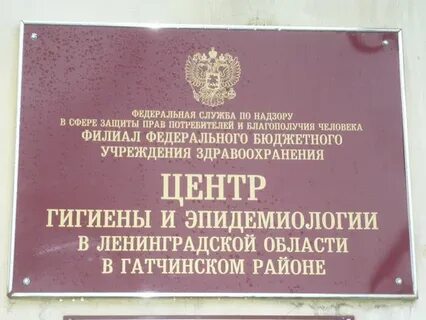 ФЕДЕРАЛЬНАЯ СЛУЖБА ПО НАДЗОРУ
В СФЕРЕ ЗАЩИТЫ ПРАВ ПОТРЕБИТЕЛЕЙ И БЛАГОПОЛУЧИЯ ЧЕЛОВЕКА
ФИЛИАЛ ФЕДЕРАЛЬНОГО БЮДЖЕТНОГО
УЧРЕЖДЕНИЯ ЗДРАВООХРАНЕНИЯ
ЦЕНТР
ГИГИЕНЫ И ЭПИДЕМИОЛОГИИ
В ЛЕНИНГРАДСКОЙ ОБЛАСТИ
В ГАТЧИНСКОМ РАЙОНЕ